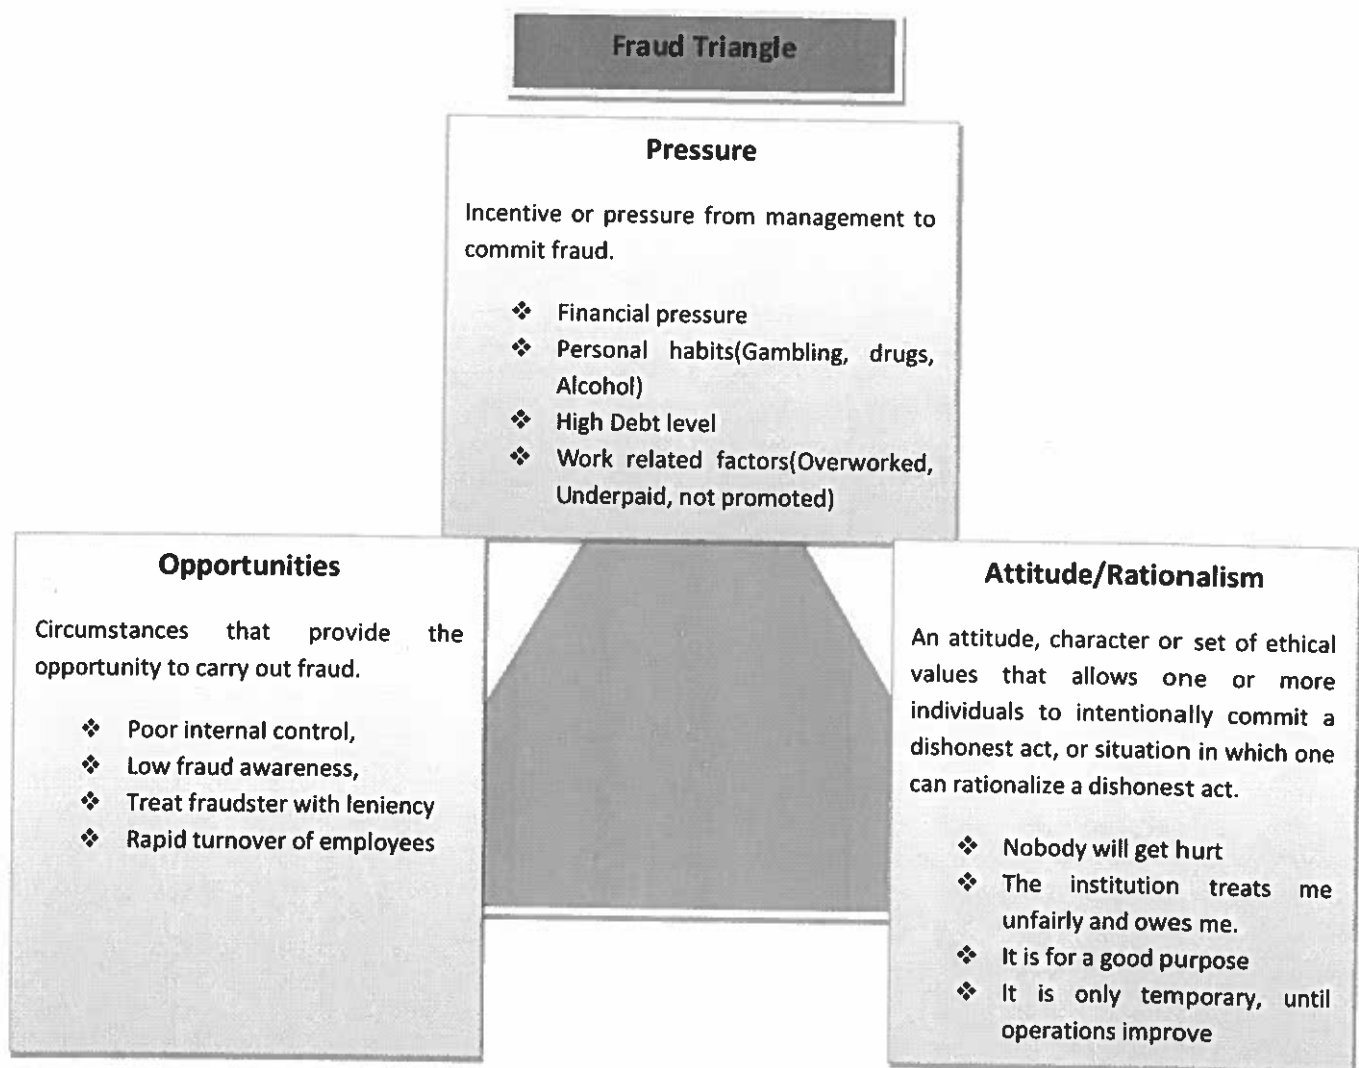 Fraud Triangle
Pressure
Incentive or pressure from management to
commit fraud.
❖ Financial pressure
❖ Personal habits(Gambling, drugs,
Alcohol)
❖ High Debt level
❖ Work related factors(Overworked,
Underpaid, not promoted)
Opportunities
Circumstances that provide the
opportunity to carry out fraud.
❖ Poor internal control,
❖ Low fraud awareness,
❖ Treat fraudster with leniency
❖ Rapid turnover of employees
Attitude/Rationalism
An attitude, character or set of ethical
values that allows one or more
individuals to intentionally commit a
dishonest act, or situation in which one
can rationalize a dishonest act.
❖ Nobody will get hurt
❖ The institution treats me
unfairly and owes me.
❖ It is for a good purpose
❖ It is only temporary, until
operations improve